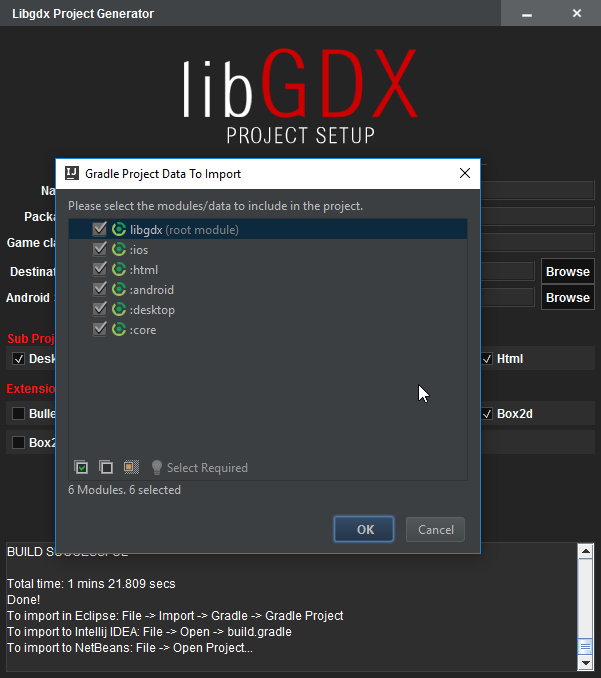 Libgdx Project Generator
libGDX
PROJECT SETUP
Gradle Project Data To Import
Please select the modules/data to include in the project.
libgdx (root module)
:ios
:html
:android
:desktop
:core
Select Required
6 Modules. 6 selected
OK Cancel
Na
Packa
Game cla
Destinat
Browse
Android
Browse
Sub Proj
Desk
Html
Extensio
Bulle
Box2d
Box2
BUILD SUCCESSFUL
Total time: 1 mins 21.809 secs
Done!
To import in Eclipse: File -> Import -> Gradle -> Gradle Project
To import to Intellij IDEA: File -> Open -> build.gradle
To import to NetBeans: File -> Open Project...